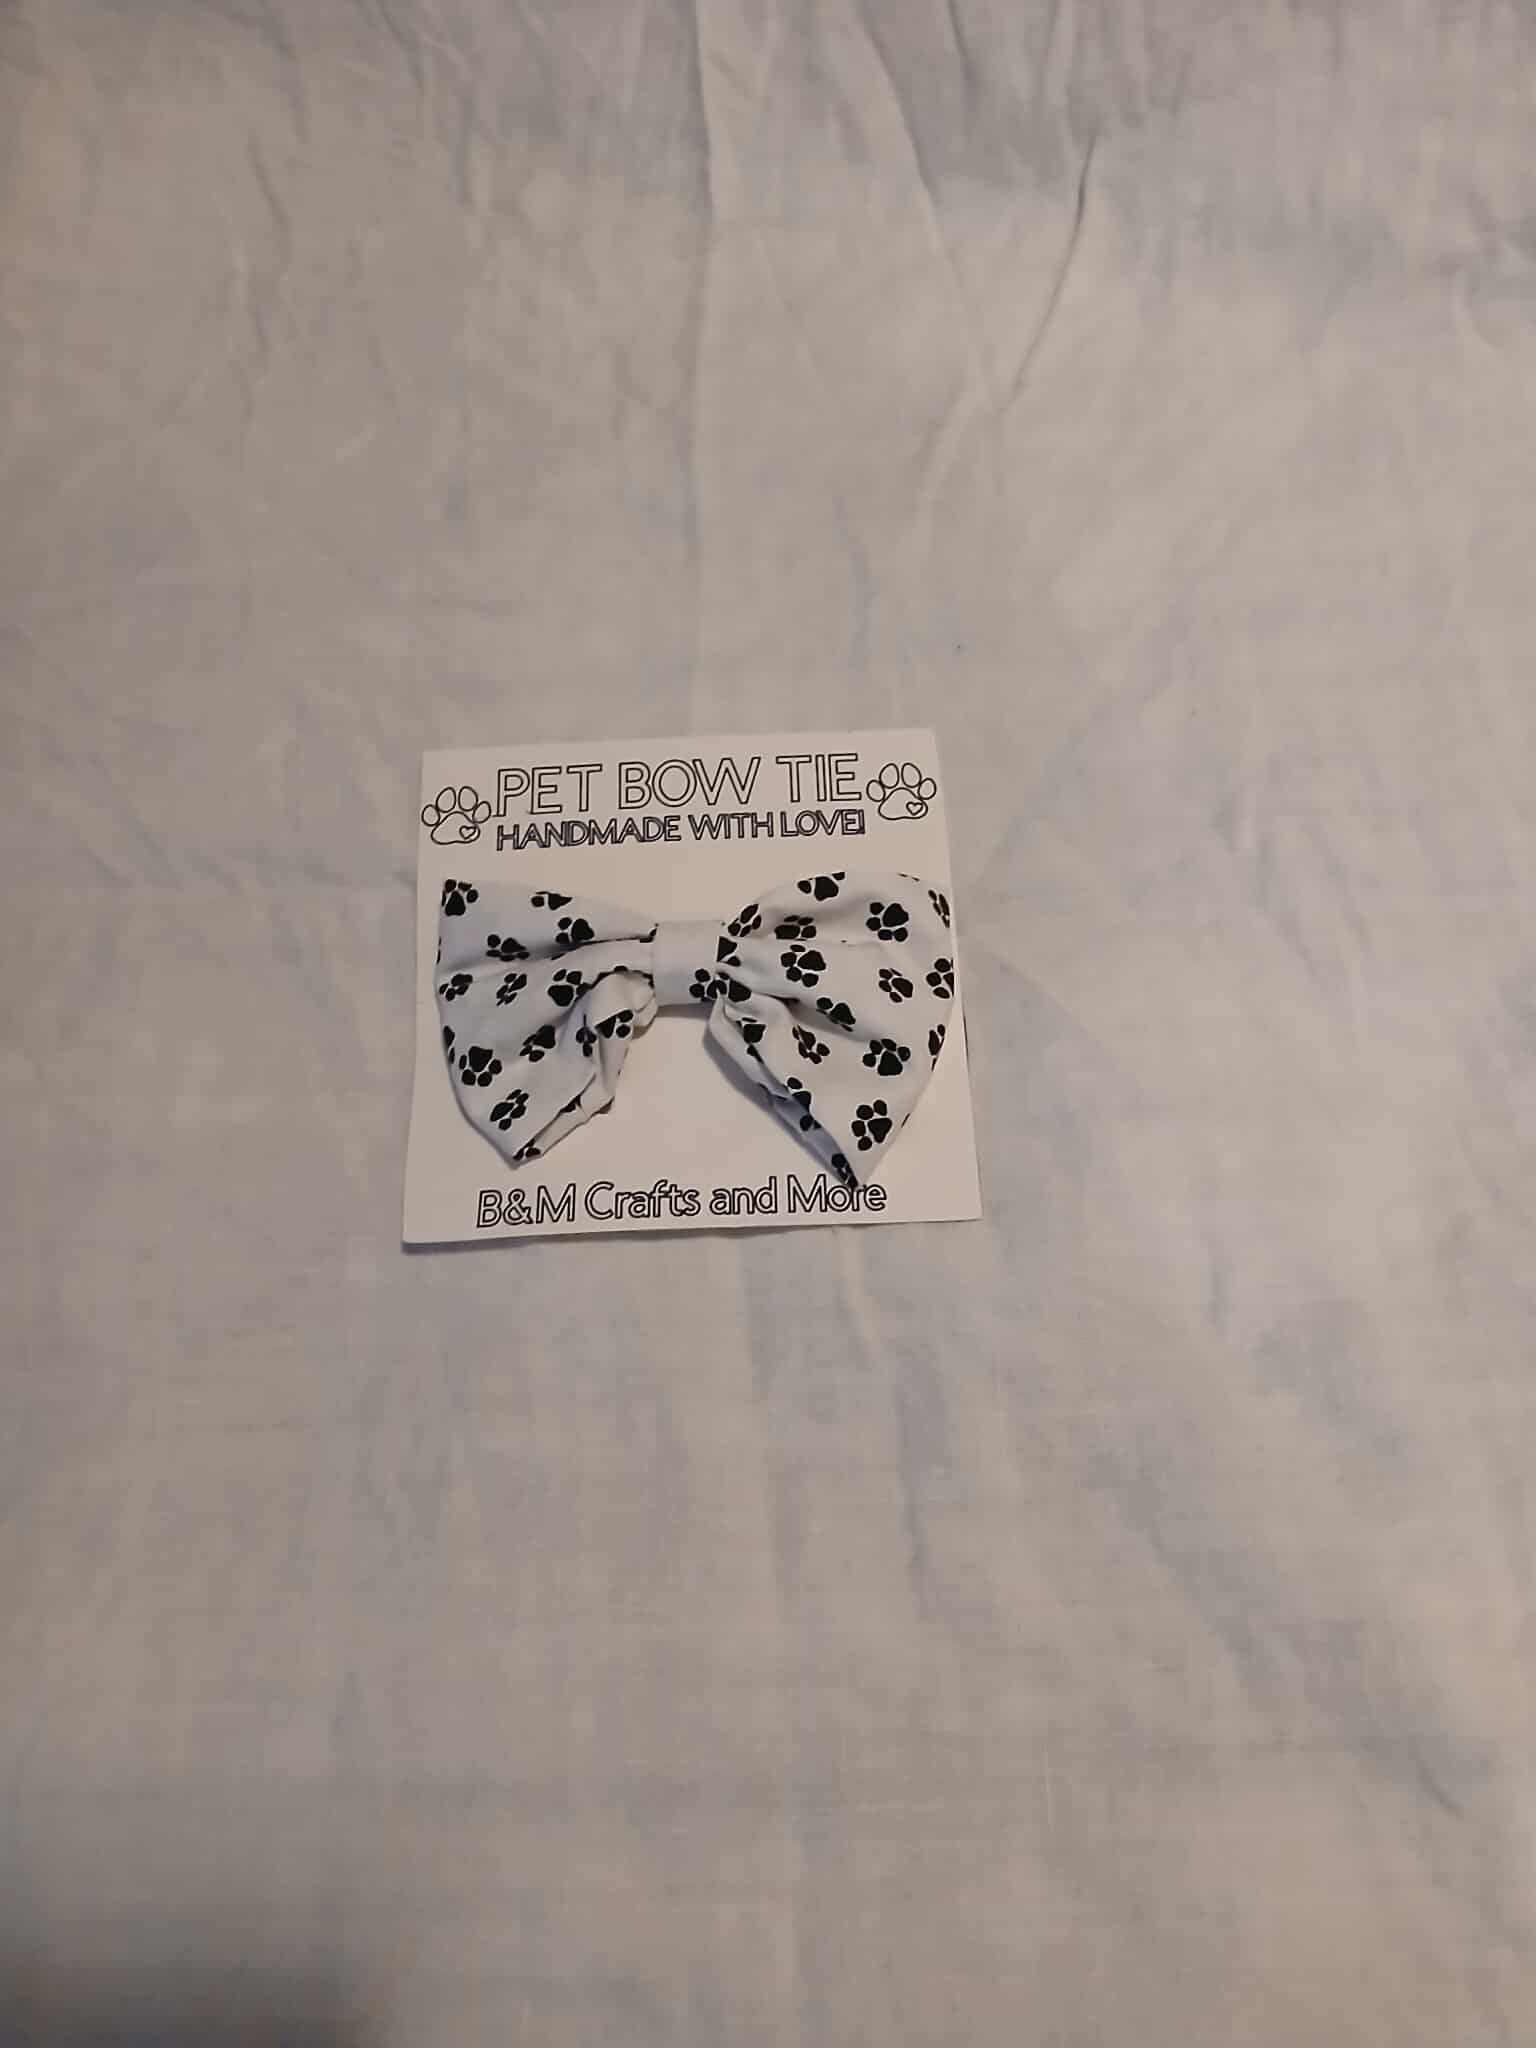 PET BOW TIE
HANDMADE WITH LOVE!
B&M Crafts and More